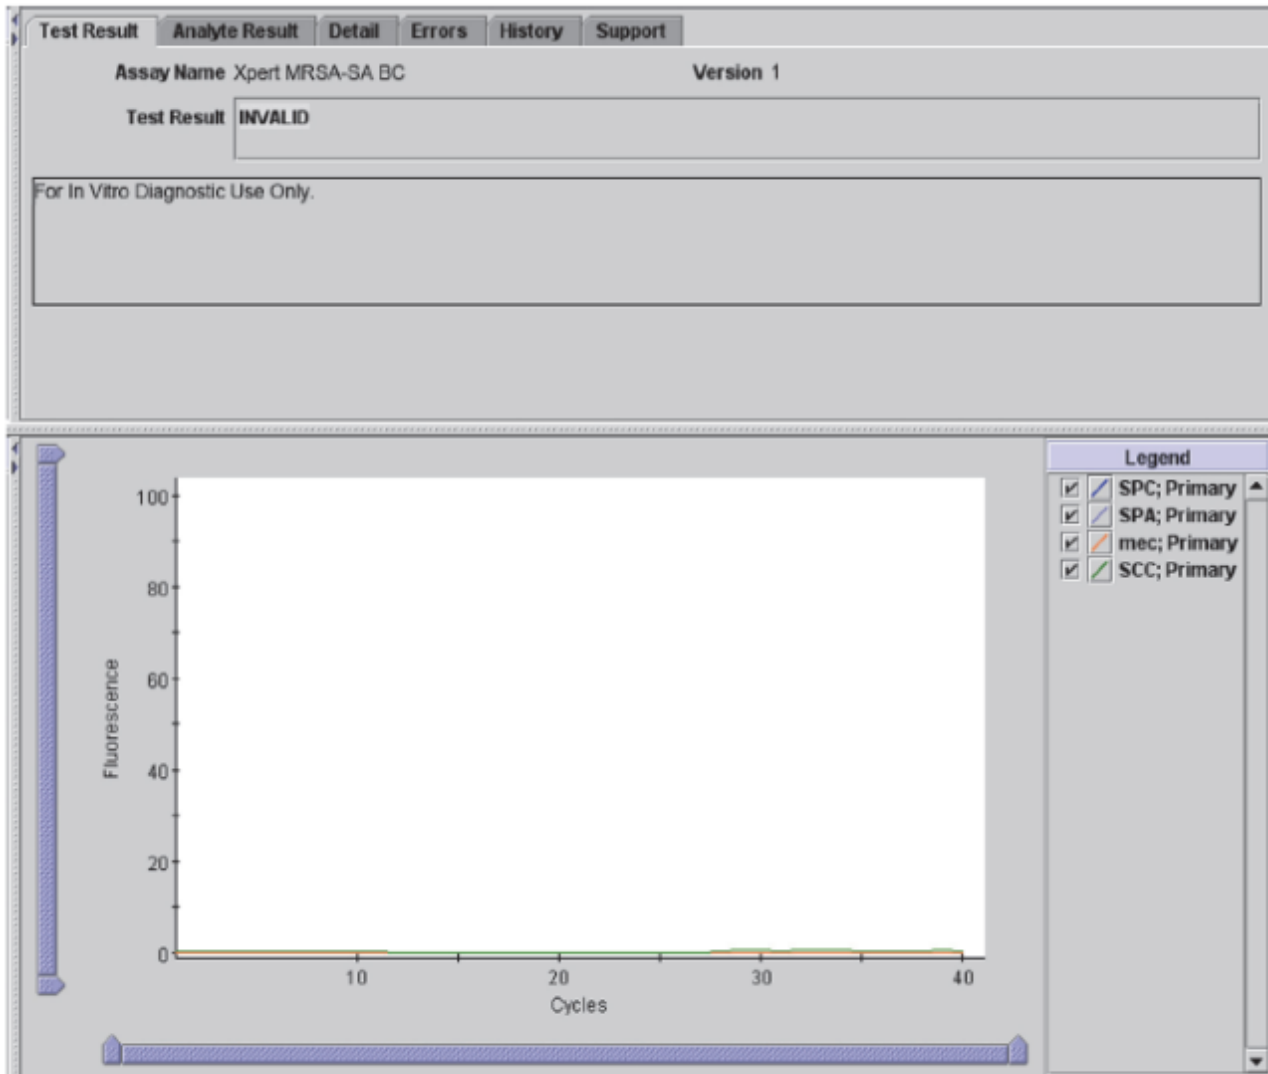 Test Result Analyte Result Detail Errors History Support
Assay Name Xpert MRSA-SA BC Version 1
Test Result INVALID
For In Vitro Diagnostic Use Only.
Legend
SPC; Primary
SPA; Primary
mec; Primary
SCC; Primary
100
80
60
40
20
0
Fluorescence
10 20 30 40
Cycles